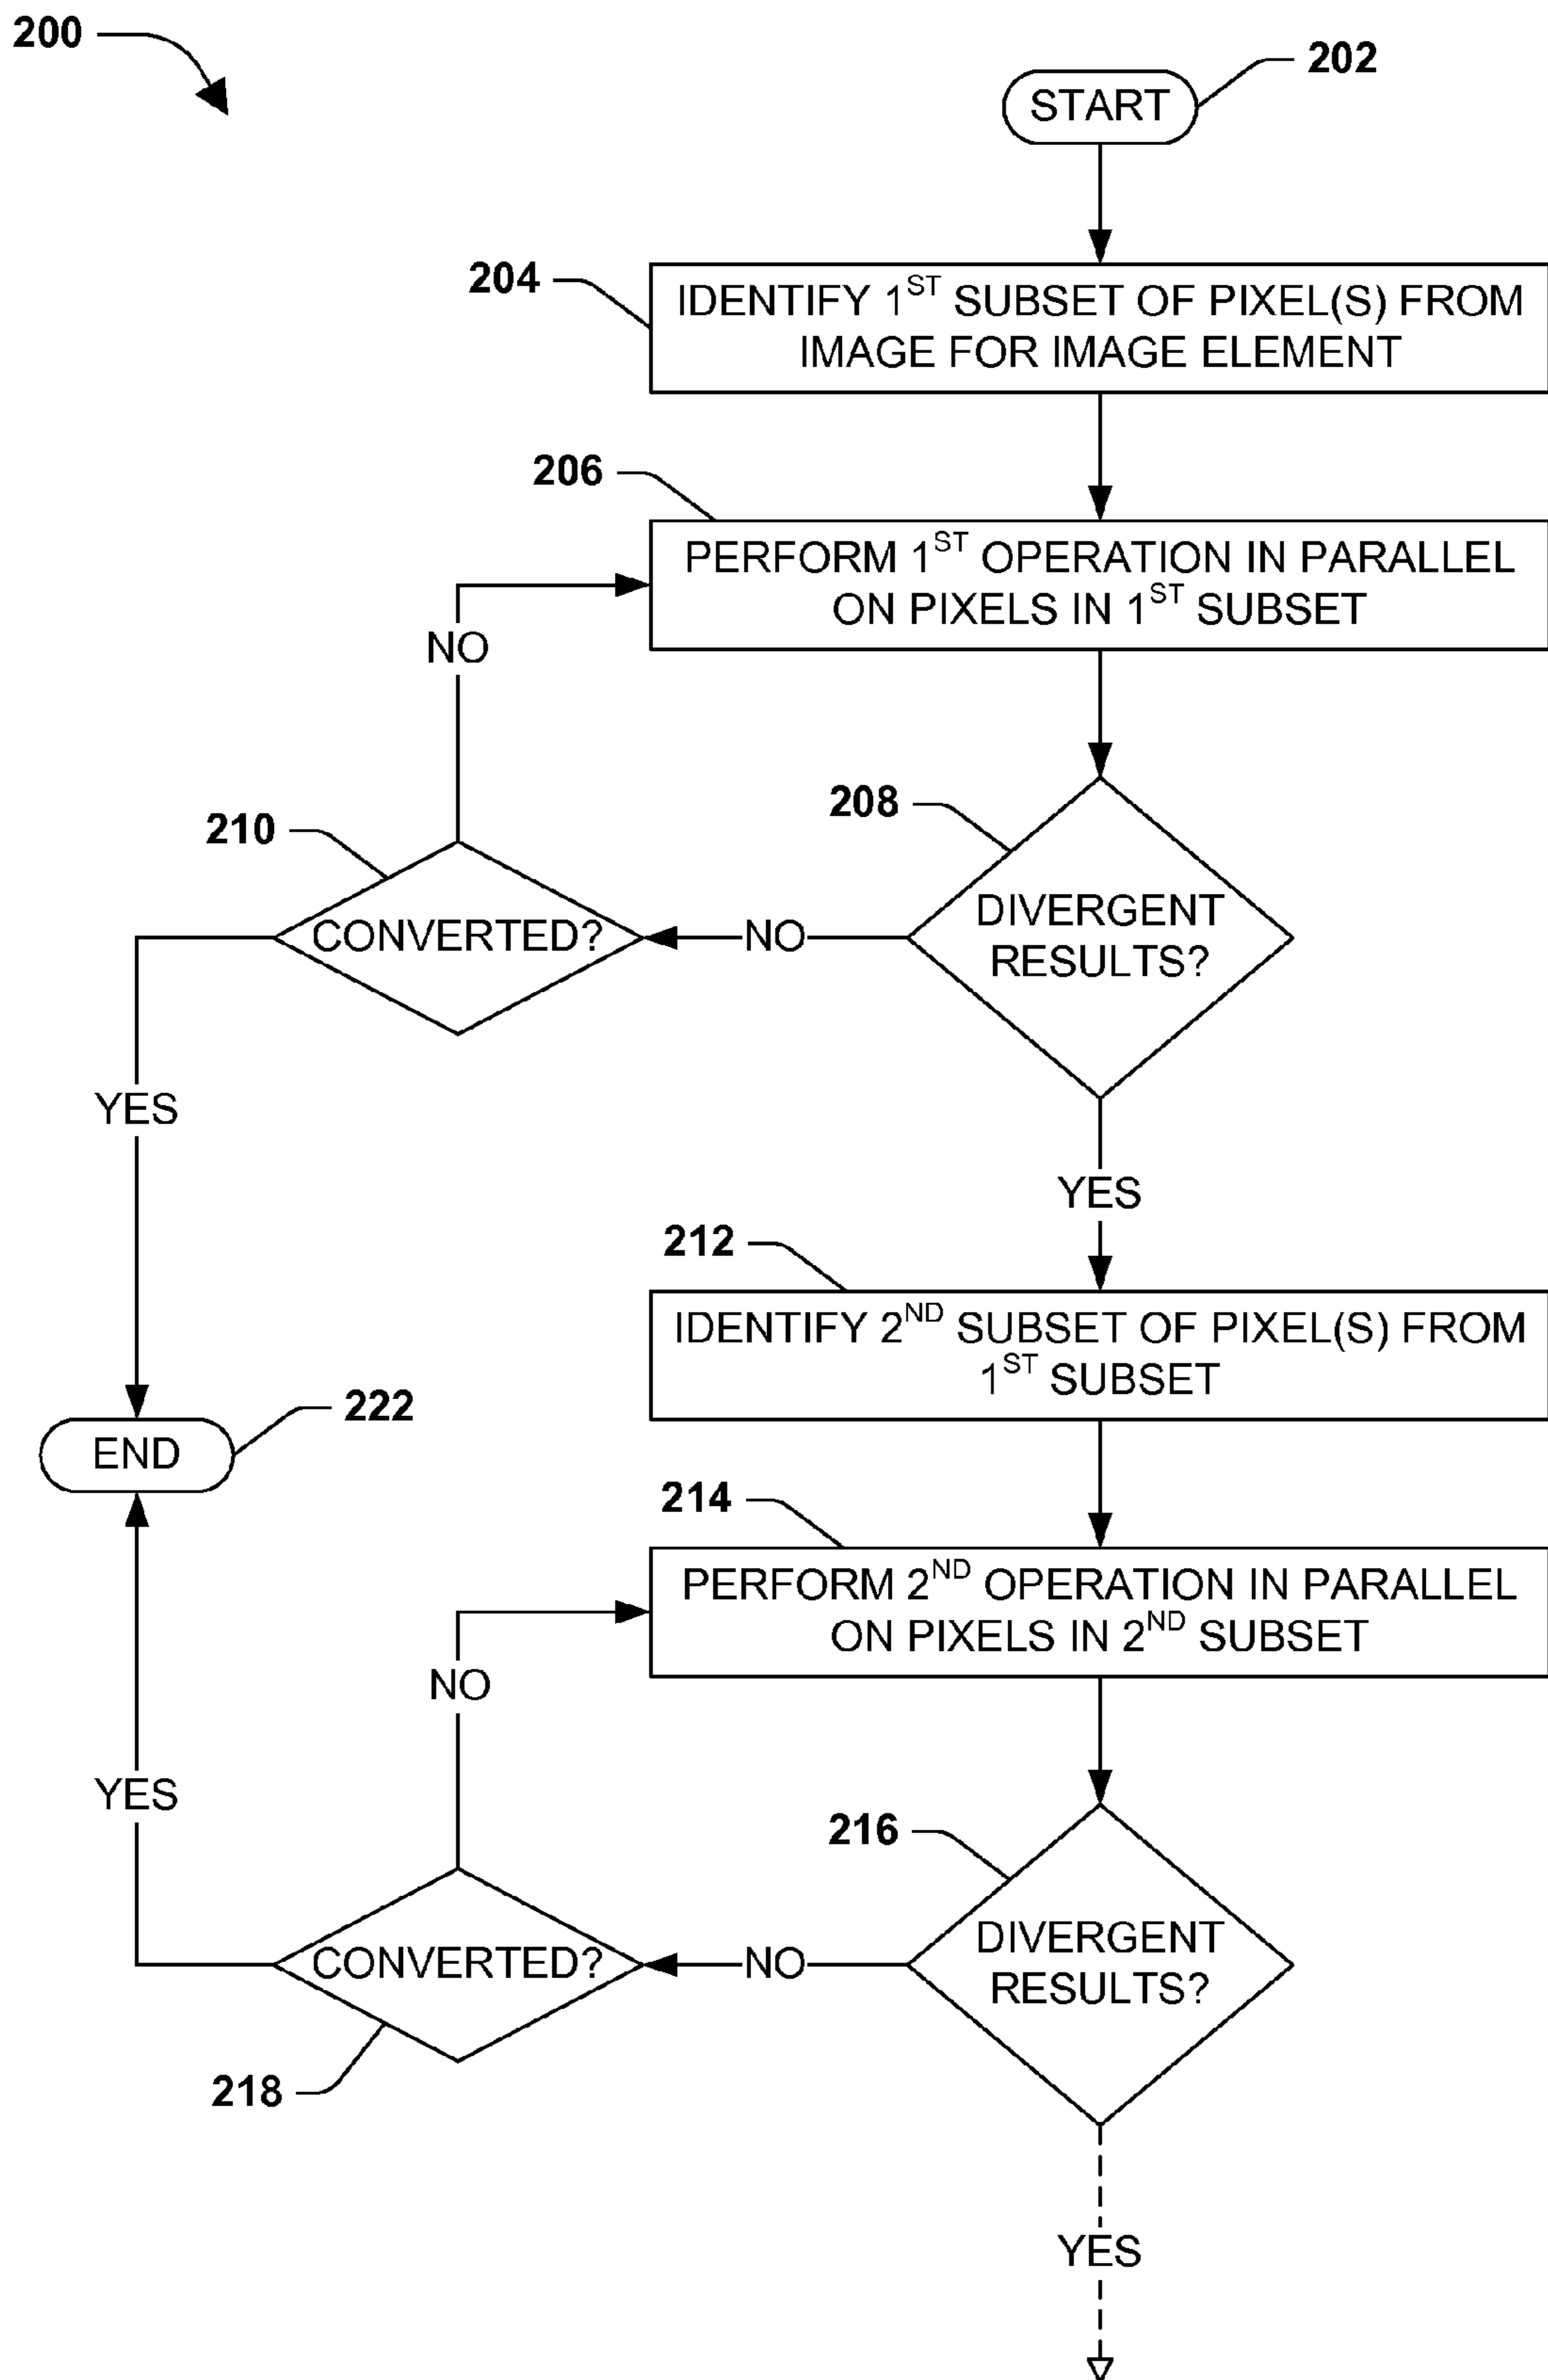 200
202
START
204
IDENTIFY 1ST SUBSET OF PIXEL(S) FROM
IMAGE FOR IMAGE ELEMENT
206
PERFORM 1ST OPERATION IN PARALLEL
ON PIXELS IN 1ST SUBSET
NO
208
210
DIVERGENT
RESULTS?
CONVERTED?
NO
YES
YES
212
IDENTIFY 2ND SUBSET OF PIXEL(S) FROM
1ST SUBSET
222
END
214
PERFORM 2ND OPERATION IN PARALLEL
ON PIXELS IN 2ND SUBSET
NO
YES
216
DIVERGENT
RESULTS?
CONVERTED?
NO
218
YES